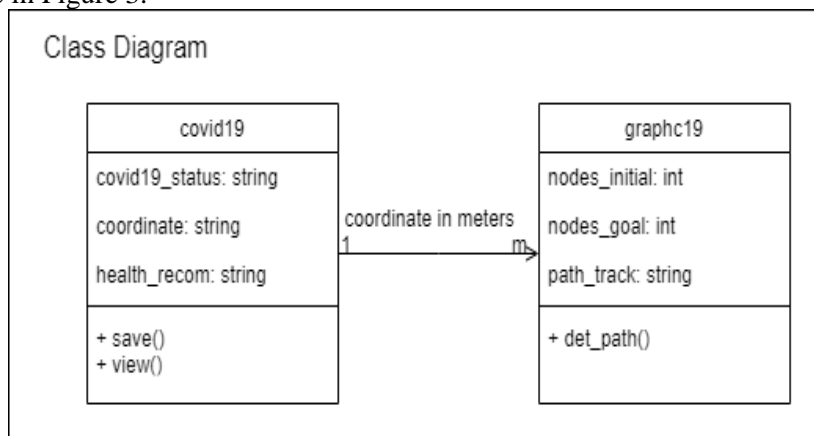 in Figure 3.
Class Diagram
covid19
covid19_status: string
coordinate: string
health_recom: string
+ save()
+ view()
coordinate in meters
1
m
graphc19
nodes_initial: int
nodes_goal: int
path_track: string
+ det_path()